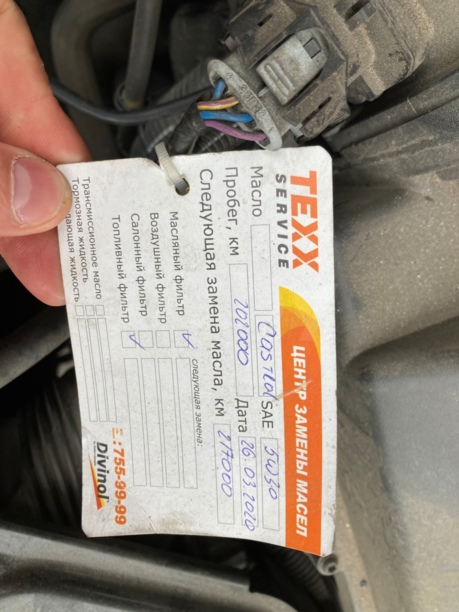 TEXX
SERVICE
ЦЕНТР ЗАМЕНЫ МАСЕЛ
Масло Castrol SAE 5W30
Пробег, км 202000 Дата 26.03.2020
Следующая замена масла, км 217000
следующая замена:
Масляный фильтр ✓
Воздушный фильтр
Салонный фильтр
Топливный фильтр ✓
Трансмиссионное масло
Тормозная жидкость
жидкость
:755-99-99
Divinol